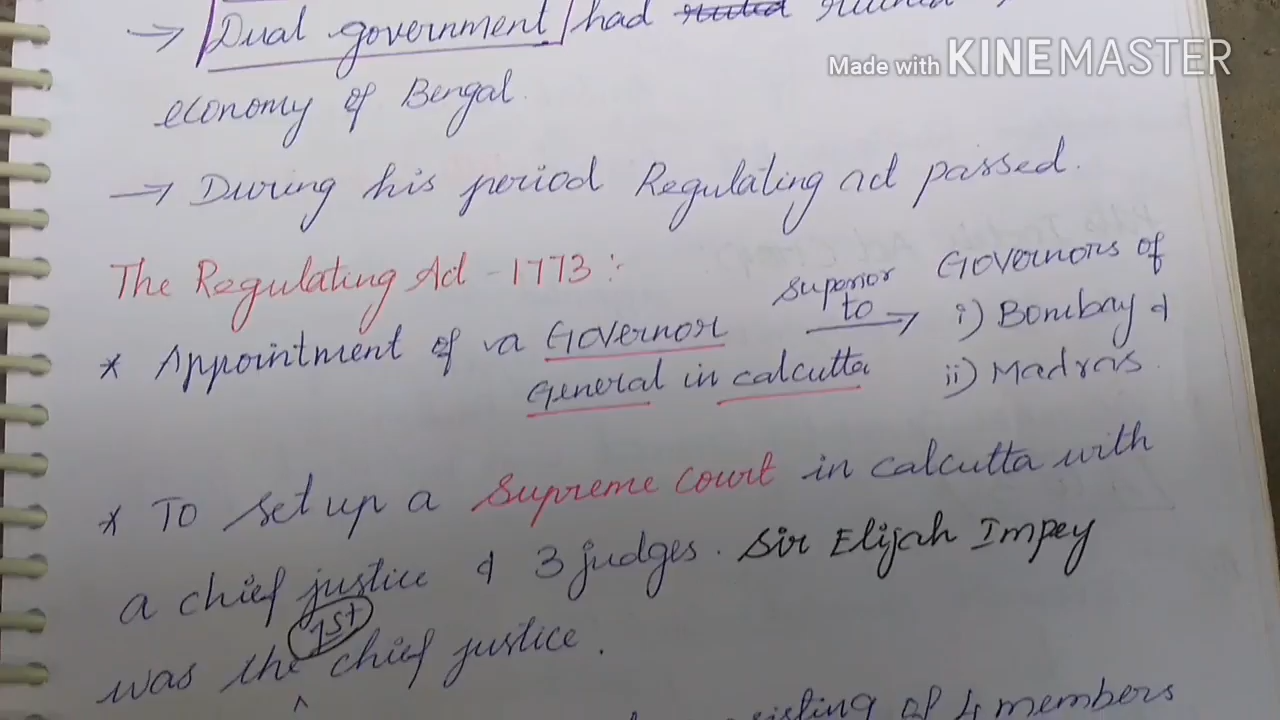 → Dual government had ruined
Made with KINEMASTER
economy of Bengal.
→ During his period Regulating act passed.
The Regulating Act - 1773 :-
* Appointment of a Governor General in calcutta
superior to →
Governors of
i) Bombay &
ii) Madras.
* To set up a supreme court in calcutta with
a chief justice & 3 judges. Sir Elijah Impey
was the 1st chief justice.
of 4 members